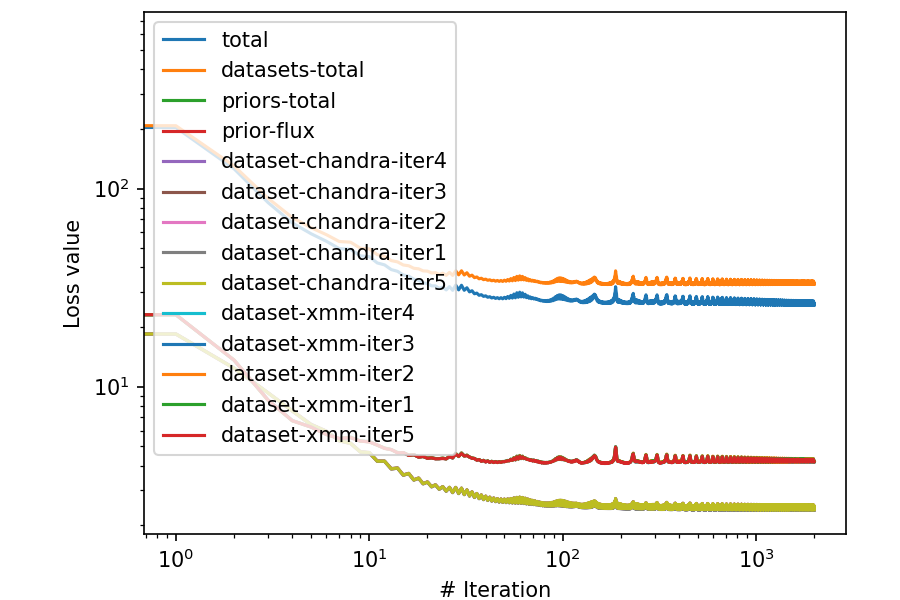 total
datasets-total
priors-total
prior-flux
dataset-chandra-iter4
dataset-chandra-iter3
dataset-chandra-iter2
dataset-chandra-iter1
dataset-chandra-iter5
dataset-xmm-iter4
dataset-xmm-iter3
dataset-xmm-iter2
dataset-xmm-iter1
dataset-xmm-iter5
Loss value
10²
10¹
10⁰ 10¹ 10² 10³
# Iteration